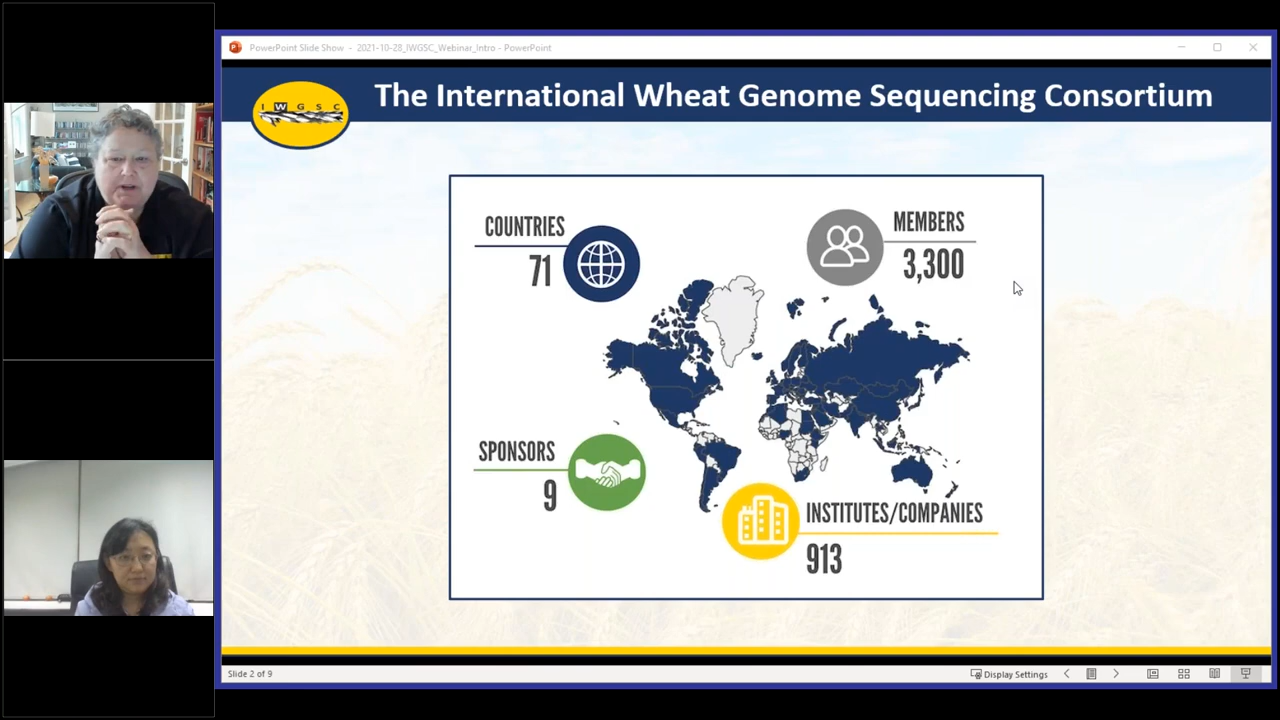 PowerPoint Slide Show - 2021-10-28_IWGSC_Webinar_Intro - PowerPoint
I W G S C
The International Wheat Genome Sequencing Consortium
COUNTRIES
71
MEMBERS
3,300
SPONSORS
9
INSTITUTES/COMPANIES
913
Slide 2 of 9
Display Settings